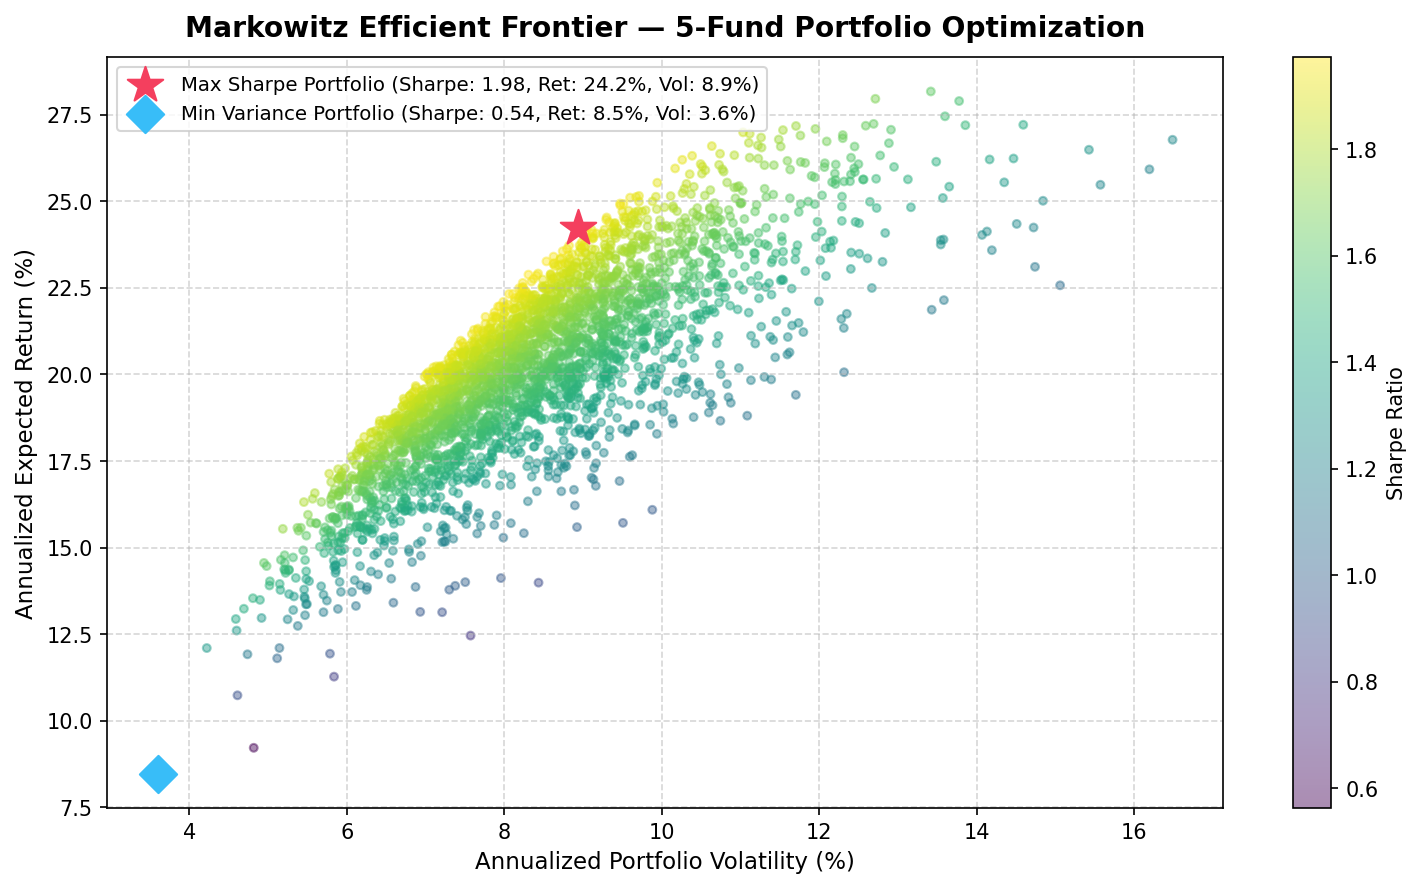 Markowitz Efficient Frontier — 5-Fund Portfolio Optimization
Max Sharpe Portfolio (Sharpe: 1.98, Ret: 24.2%, Vol: 8.9%)
Min Variance Portfolio (Sharpe: 0.54, Ret: 8.5%, Vol: 3.6%)
Annualized Expected Return (%)
27.5
25.0
22.5
20.0
17.5
15.0
12.5
10.0
7.5
4 6 8 10 12 14 16
Annualized Portfolio Volatility (%)
1.8
1.6
1.4
1.2
1.0
0.8
0.6
Sharpe Ratio